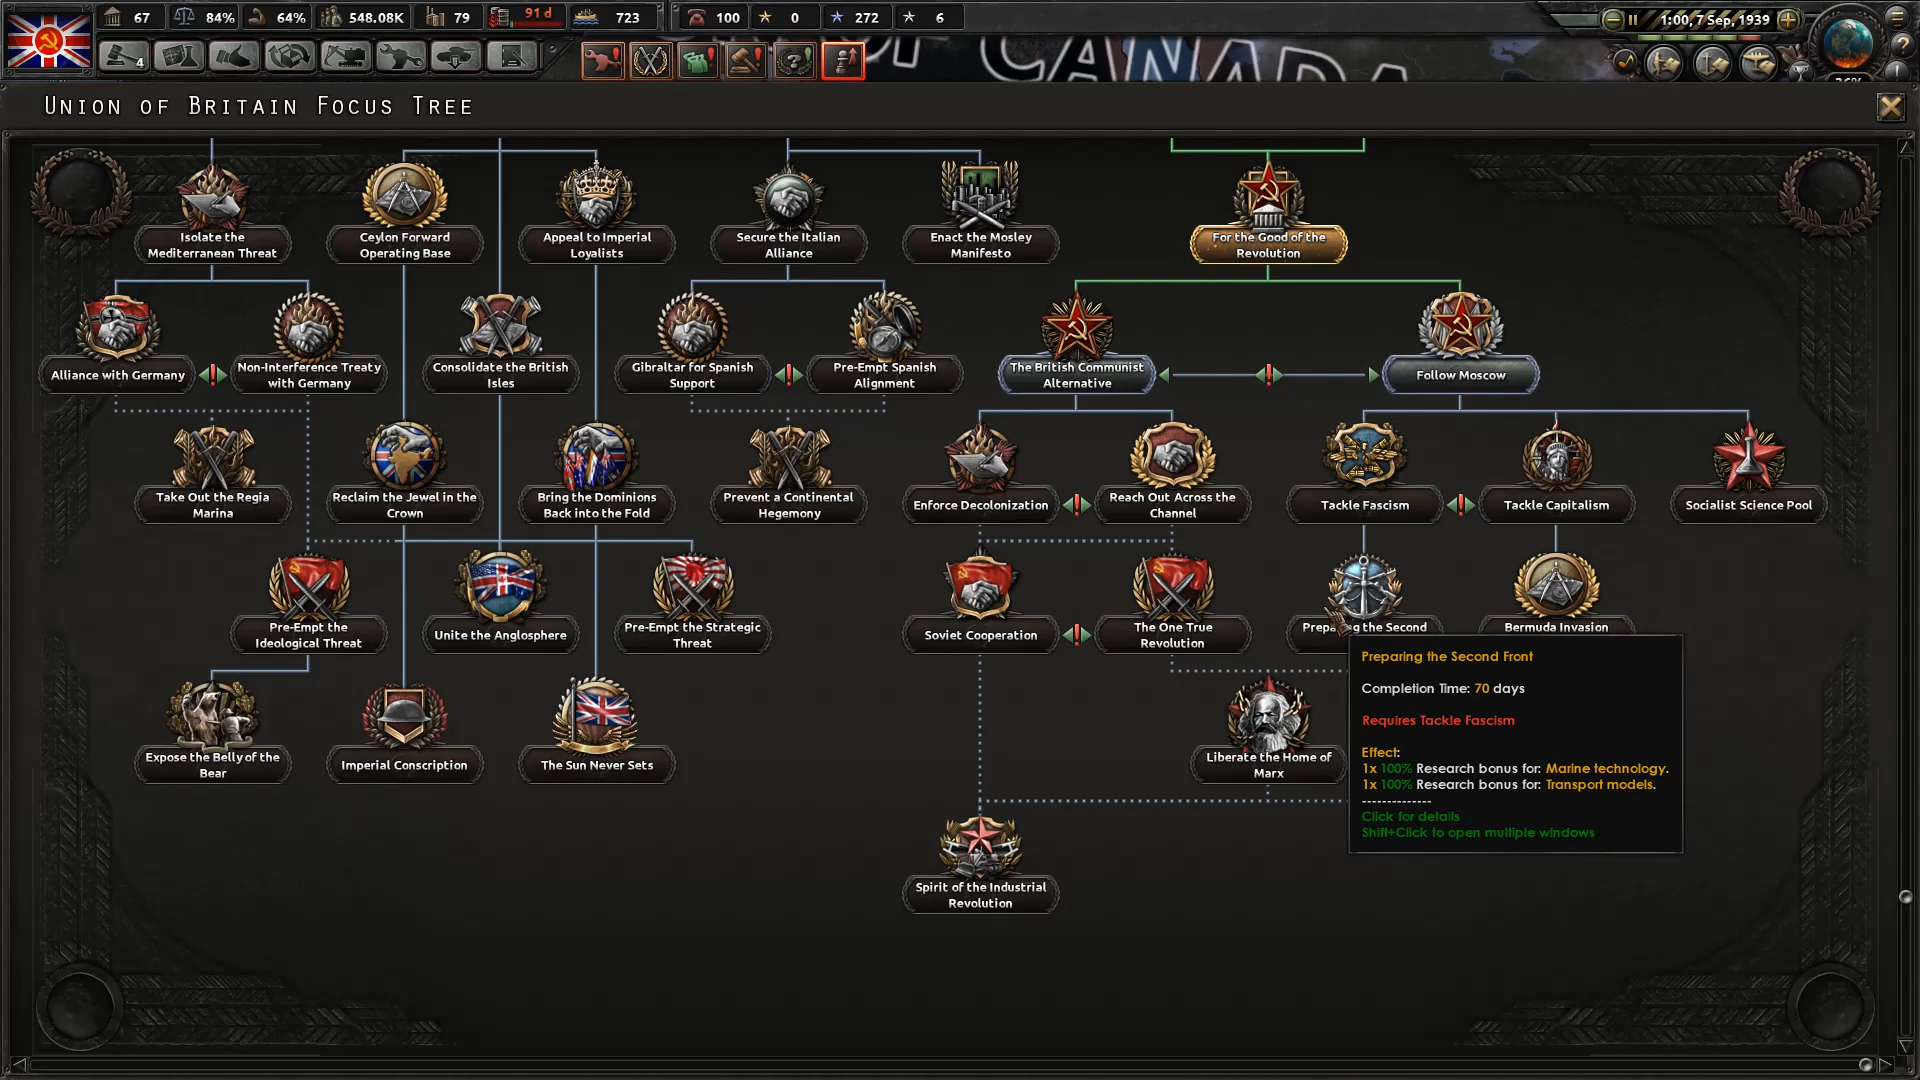 67
84%
64%
548.08K
79
91 d
723
100
0
272
6
1:00, 7 Sep, 1939
4
OF CANADA
Union of Britain Focus Tree
Isolate the
Mediterranean Threat
Ceylon Forward
Operating Base
Appeal to Imperial
Loyalists
Secure the Italian
Alliance
Enact the Mosley
Manifesto
For the Good of the
Revolution
Alliance with Germany
Non-Interference Treaty
with Germany
Consolidate the British
Isles
Gibraltar for Spanish
Support
Pre-Empt Spanish
Alignment
The British Communist
Alternative
Follow Moscow
Take Out the Regia
Marina
Reclaim the Jewel in the
Crown
Bring the Dominions
Back into the Fold
Prevent a Continental
Hegemony
Enforce Decolonization
Reach Out Across the
Channel
Tackle Fascism
Tackle Capitalism
Socialist Science Pool
Pre-Empt the
Ideological Threat
Unite the Anglosphere
Pre-Empt the Strategic
Threat
Soviet Cooperation
The One True
Revolution
the Second
Bermuda Invasion
Expose the Belly of the
Bear
Imperial Conscription
The Sun Never Sets
Liberate the Home of
Marx
Spirit of the Industrial
Revolution
Preparing the Second Front
Completion Time: 70 days
Requires Tackle Fascism
Effect:
1x 100% Research bonus for: Marine technology.
1x 100% Research bonus for: Transport models.
--------------
Click for details
Shift+Click to open multiple windows